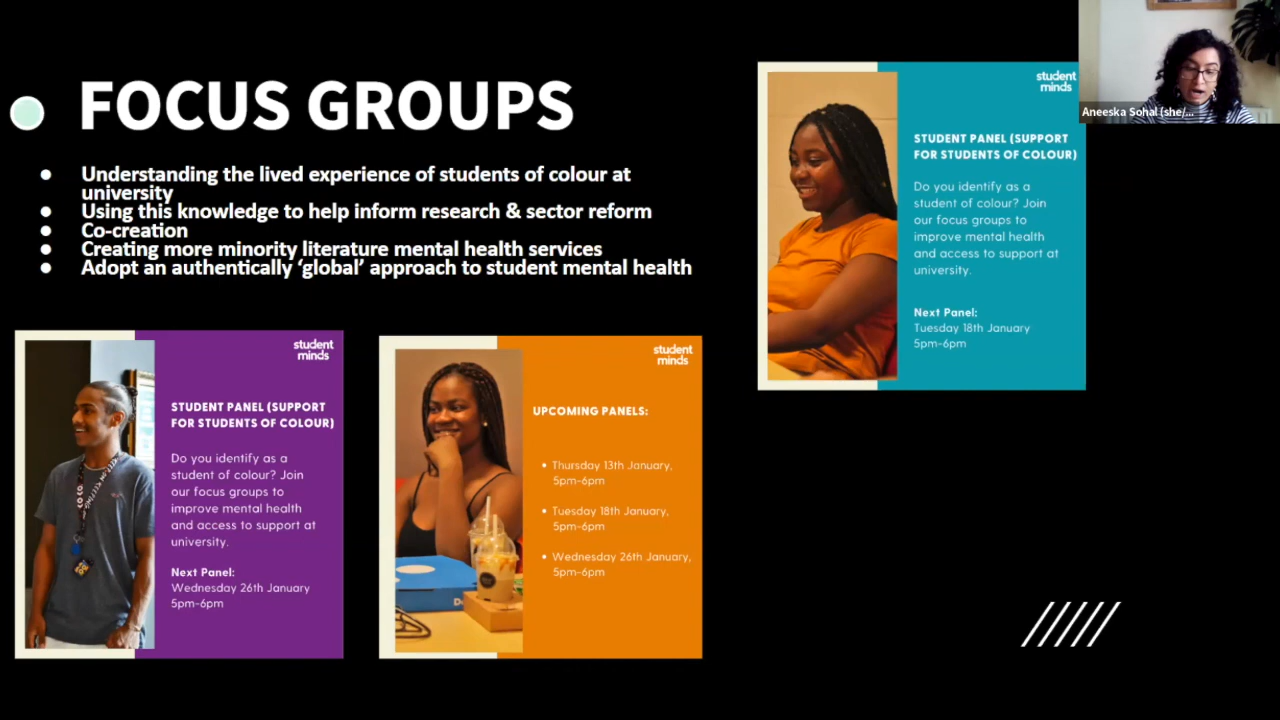 FOCUS GROUPS
● Understanding the lived experience of students of colour at
university
● Using this knowledge to help inform research & sector reform
● Co-creation
● Creating more minority literature mental health services
● Adopt an authentically ‘global’ approach to student mental health
student
minds
STUDENT PANEL (SUPPORT
FOR STUDENTS OF COLOUR)
Do you identify as a
student of colour? Join
our focus groups to
improve mental health
and access to support at
university.
Next Panel:
Tuesday 18th January
5pm-6pm
Aneeska Sohal (she/...
student
minds
STUDENT PANEL (SUPPORT
FOR STUDENTS OF COLOUR)
Do you identify as a
student of colour? Join
our focus groups to
improve mental health
and access to support at
university.
Next Panel:
Wednesday 26th January
5pm-6pm
student
minds
UPCOMING PANELS:
• Thursday 13th January,
5pm-6pm
• Tuesday 18th January,
5pm-6pm
• Wednesday 26th January,
5pm-6pm